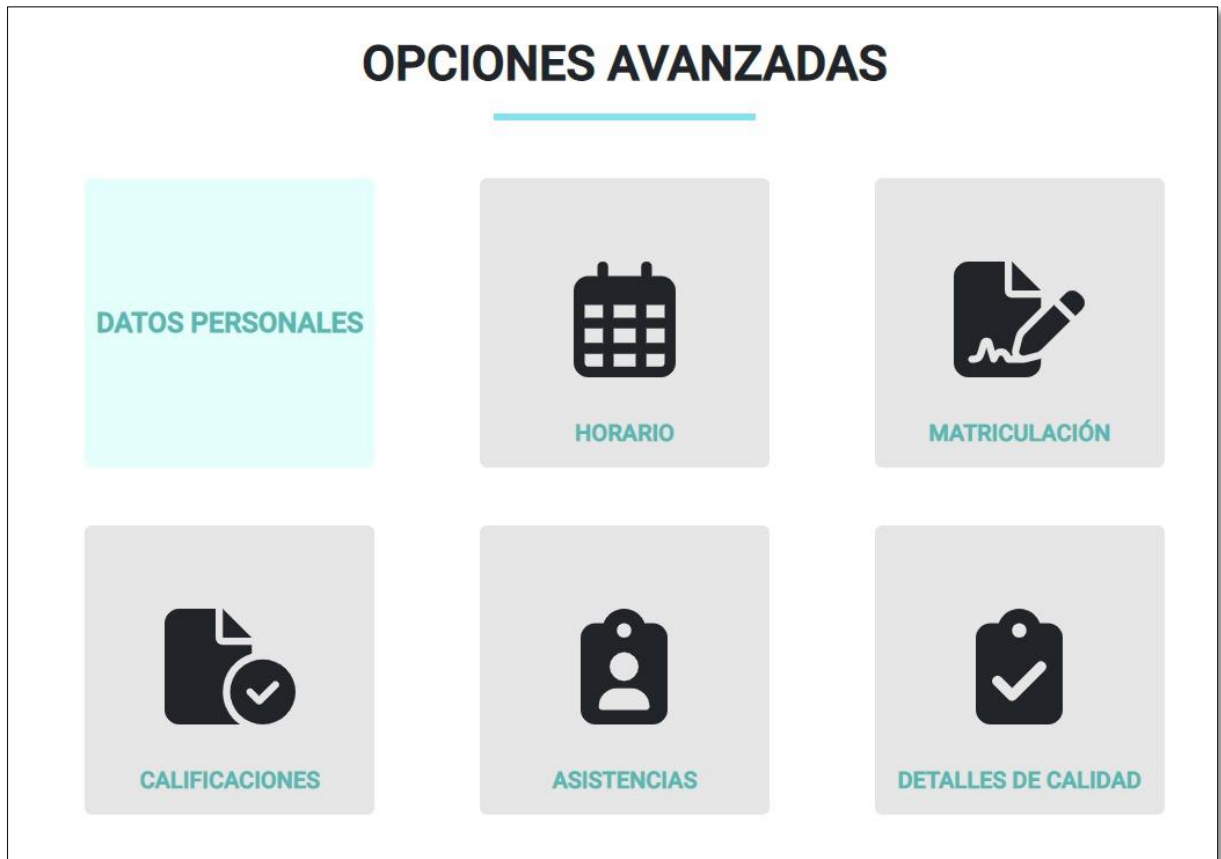 OPCIONES AVANZADAS
DATOS PERSONALES
HORARIO
MATRICULACIÓN
CALIFICACIONES
ASISTENCIAS
DETALLES DE CALIDAD